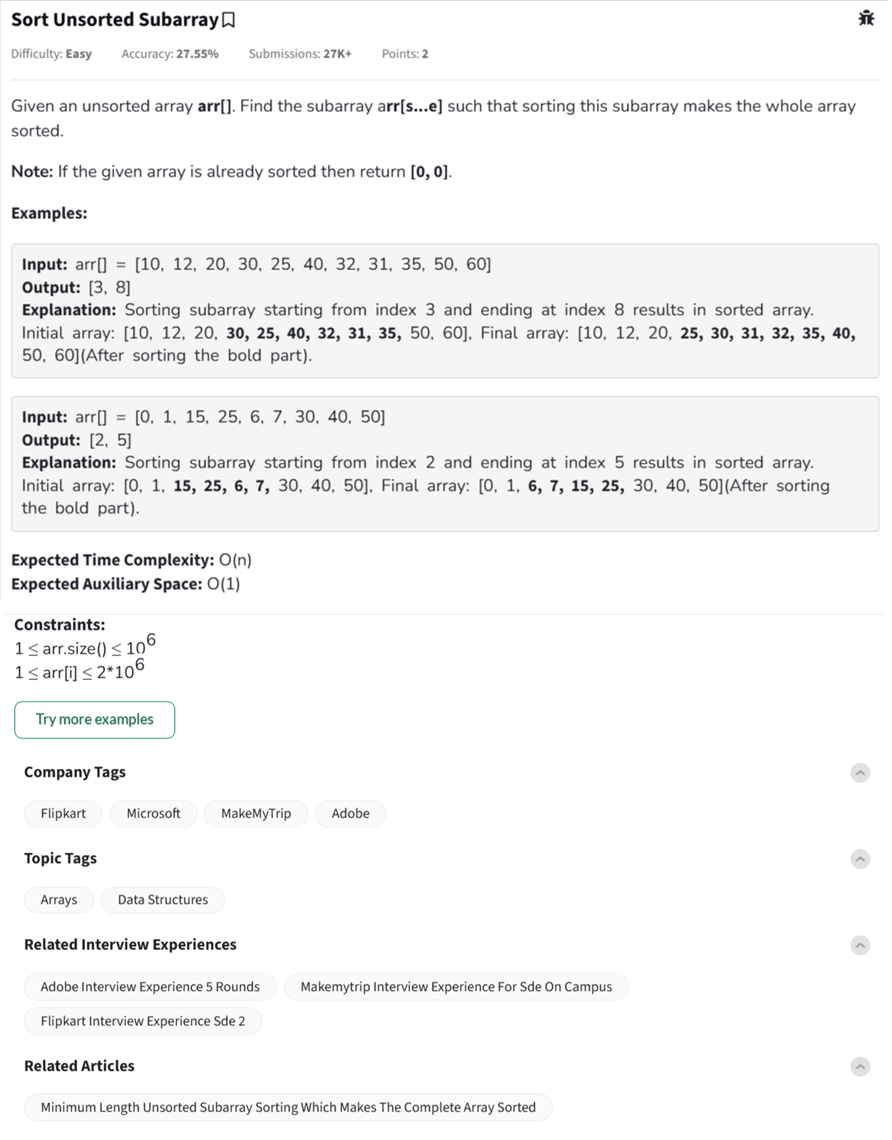 Sort Unsorted Subarray
Difficulty: Easy Accuracy: 27.55% Submissions: 27K+ Points: 2
Given an unsorted array arr[]. Find the subarray arr[s...e] such that sorting this subarray makes the whole array
sorted.
Note: If the given array is already sorted then return [0, 0].
Examples:
Input: arr[] = [10, 12, 20, 30, 25, 40, 32, 31, 35, 50, 60]
Output: [3, 8]
Explanation: Sorting subarray starting from index 3 and ending at index 8 results in sorted array.
Initial array: [10, 12, 20, 30, 25, 40, 32, 31, 35, 50, 60], Final array: [10, 12, 20, 25, 30, 31, 32, 35, 40,
50, 60](After sorting the bold part).
Input: arr[] = [0, 1, 15, 25, 6, 7, 30, 40, 50]
Output: [2, 5]
Explanation: Sorting subarray starting from index 2 and ending at index 5 results in sorted array.
Initial array: [0, 1, 15, 25, 6, 7, 30, 40, 50], Final array: [0, 1, 6, 7, 15, 25, 30, 40, 50](After sorting
the bold part).
Expected Time Complexity: O(n)
Expected Auxiliary Space: O(1)
Constraints:
1 ≤ arr.size() ≤ 10^6
1 ≤ arr[i] ≤ 2*10^6
Try more examples
Company Tags
Flipkart Microsoft MakeMyTrip Adobe
Topic Tags
Arrays Data Structures
Related Interview Experiences
Adobe Interview Experience 5 Rounds Makemytrip Interview Experience For Sde On Campus
Flipkart Interview Experience Sde 2
Related Articles
Minimum Length Unsorted Subarray Sorting Which Makes The Complete Array Sorted